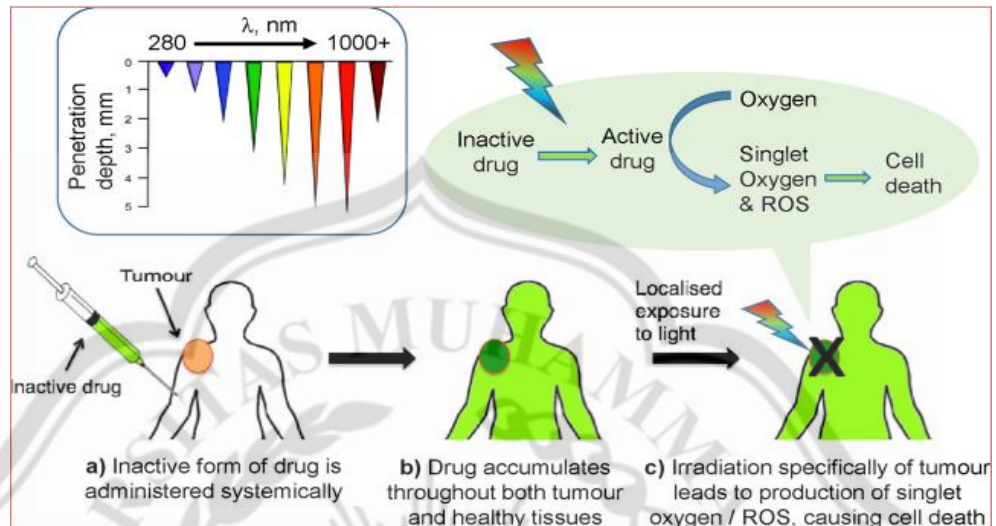 λ, nm
280 1000+
Penetration
depth, mm
0
1
2
3
4
5
Oxygen
Inactive
drug
Active
drug
Singlet
Oxygen
& ROS
Cell
death
Tumour
Inactive drug
Localised
exposure
to light
X
a) Inactive form of drug is
administered systemically
b) Drug accumulates
throughout both tumour
and healthy tissues
c) Irradiation specifically of tumour
leads to production of singlet
oxygen / ROS, causing cell death
RSITAS MUHAMM